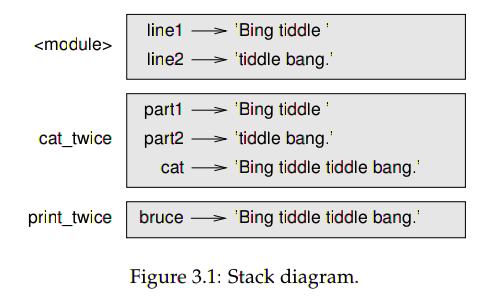 <module>
line1 → 'Bing tiddle '
line2 → 'tiddle bang.'
cat_twice
part1 → 'Bing tiddle '
part2 → 'tiddle bang.'
cat → 'Bing tiddle tiddle bang.'
print_twice
bruce → 'Bing tiddle tiddle bang.'
Figure 3.1: Stack diagram.